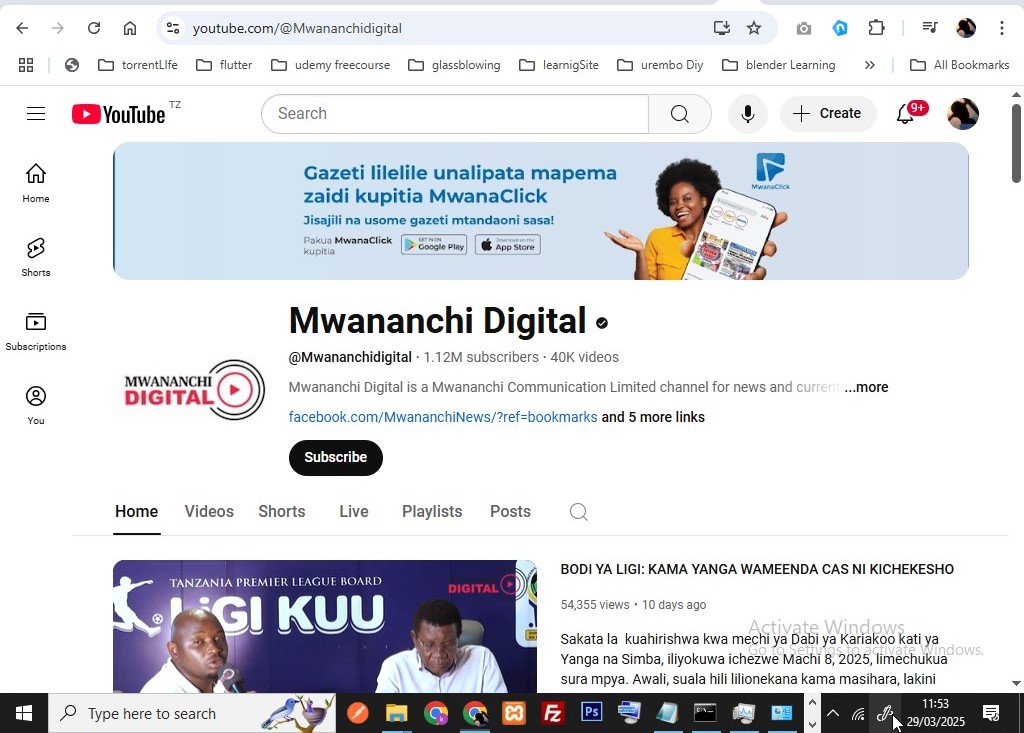 youtube.com/@Mwananchidigital
torrentLIfe
flutter
udemy freecourse
glassblowing
learnigSite
urembo Diy
blender Learning
All Bookmarks
YouTube TZ
Search
Create
9+
Home
Shorts
Subscriptions
You
Gazeti lilelile unalipata mapema
zaidi kupitia MwanaClick
Jisajili na usome gazeti mtandaoni sasa!
Pakua MwanaClick
kupitia
GET IT ON
Google Play
Download on the
App Store
MwanaClick
MWANANCHI
DIGITAL
Mwananchi Digital
@Mwananchidigital · 1.12M subscribers · 40K videos
Mwananchi Digital is a Mwananchi Communication Limited channel for news and current ...more
facebook.com/MwananchiNews/?ref=bookmarks and 5 more links
Subscribe
Home
Videos
Shorts
Live
Playlists
Posts
TANZANIA PREMIER LEAGUE BOARD
LIGI KUU
DIGITAL
BODI YA LIGI: KAMA YANGA WAMEENDA CAS NI KICHEKESHO
54,355 views • 10 days ago
Sakata la kuahirishwa kwa mechi ya Dabi ya Kariakoo kati ya
Yanga na Simba, iliyokuwa ichezwe Machi 8, 2025, limechukua
sura mpya. Awali, suala hili lilionekana kama masihara, lakini
Activate Windows
Go to Settings to activate Windows.
Type here to search
Fz
Ps
11:53
29/03/2025